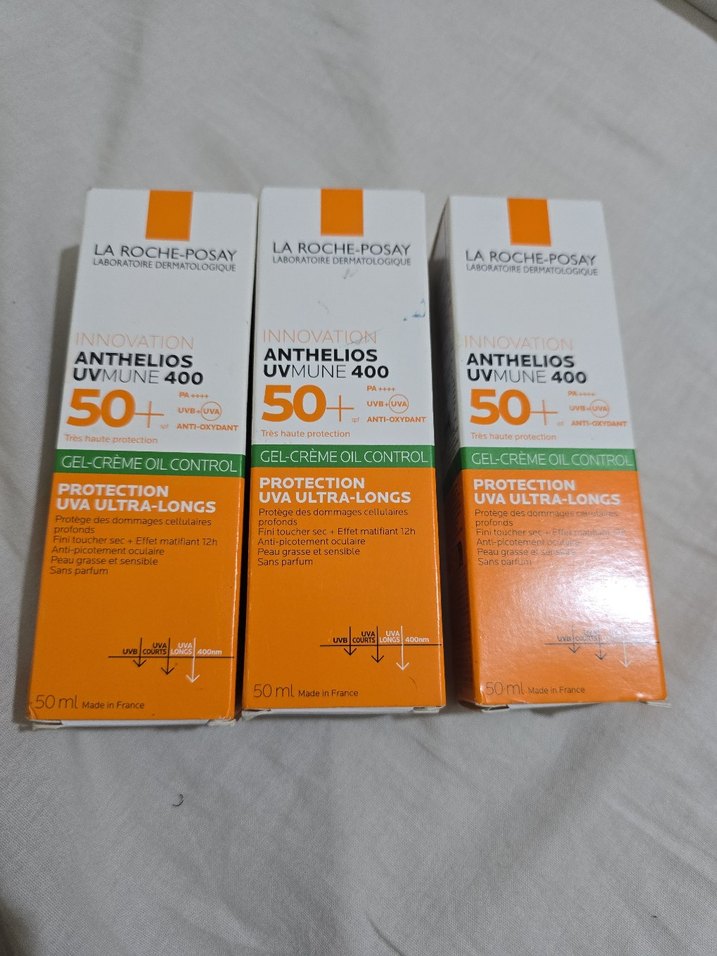 LA ROCHE-POSAY
LABORATOIRE DERMATOLOGIQUE
INNOVATION
ANTHELIOS
UVMUNE 400
50+ spf
PA ++++
UVB+UVA
ANTI-OXYDANT
Très haute protection
GEL-CRÈME OIL CONTROL
PROTECTION
UVA ULTRA-LONGS
Protège des dommages cellulaires
profonds
Fini toucher sec + Effet matifiant 12h
Anti-picotement oculaire
Peau grasse et sensible
Sans parfum
UVB UVA COURTS UVA LONGS 400nm
50 ml Made in France
LA ROCHE-POSAY
LABORATOIRE DERMATOLOGIQUE
INNOVATION
ANTHELIOS
UVMUNE 400
50+ spf
PA ++++
UVB+UVA
ANTI-OXYDANT
Très haute protection
GEL-CRÈME OIL CONTROL
PROTECTION
UVA ULTRA-LONGS
Protège des dommages cellulaires
profonds
Fini toucher sec + Effet matifiant 12h
Anti-picotement oculaire
Peau grasse et sensible
Sans parfum
UVB UVA COURTS UVA LONGS 400nm
50 ml Made in France
LA ROCHE-POSAY
LABORATOIRE DERMATOLOGIQUE
INNOVATION
ANTHELIOS
UVMUNE 400
50+ spf
PA ++++
UVB+UVA
ANTI-OXYDANT
Très haute protection
GEL-CRÈME OIL CONTROL
PROTECTION
UVA ULTRA-LONGS
Protège des dommages cellulaires
profonds
Fini toucher sec + Effet matifiant
Anti-picotement oculaire
Peau grasse et sensible
Sans parfum
UVB COURTS
50 ml Made in France